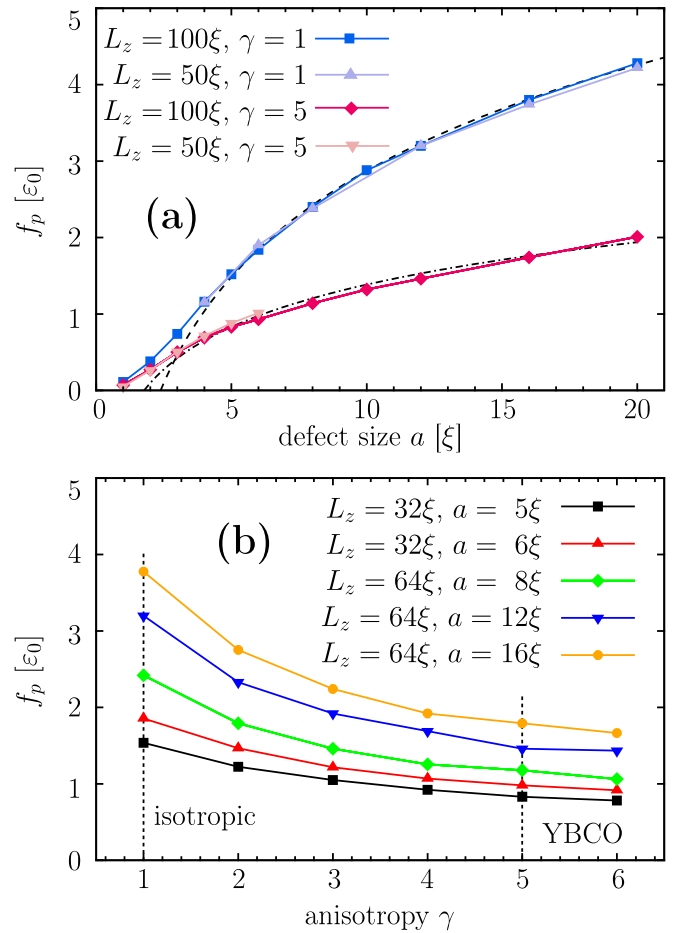 5
4
3
2
1
0
f_p [ε_0]
L_z = 100ξ, γ = 1
L_z = 50ξ, γ = 1
L_z = 100ξ, γ = 5
L_z = 50ξ, γ = 5
(a)
0 5 10 15 20
defect size a [ξ]
5
4
3
2
1
0
f_p [ε_0]
(b)
L_z = 32ξ, a = 5ξ
L_z = 32ξ, a = 6ξ
L_z = 64ξ, a = 8ξ
L_z = 64ξ, a = 12ξ
L_z = 64ξ, a = 16ξ
isotropic
YBCO
1 2 3 4 5 6
anisotropy γ